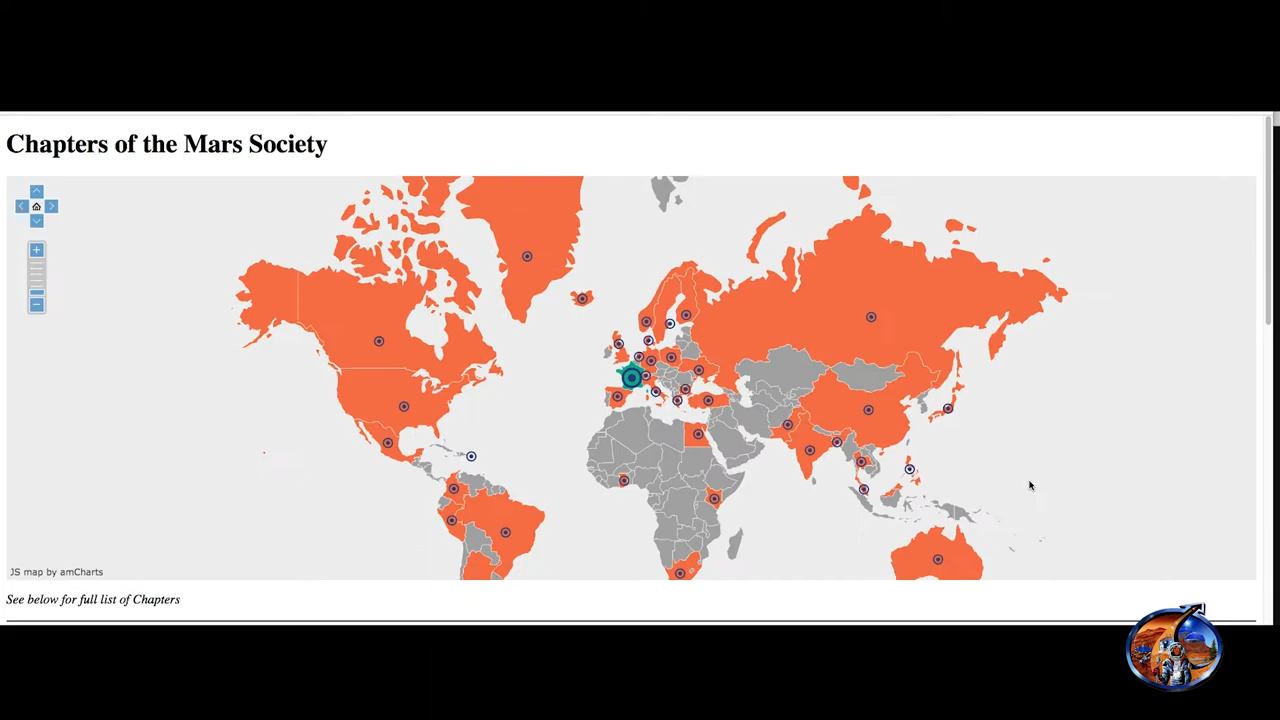 Chapters of the Mars Society
JS map by amCharts
See below for full list of Chapters